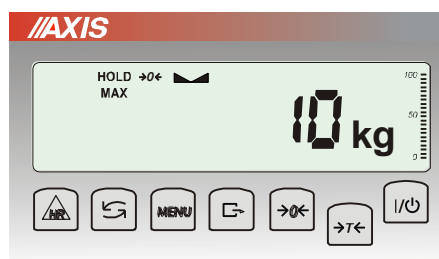 //AXIS
HOLD →0←
MAX
100
50
0
10 kg
HR
MENU
→0←
→T←
I/⏻